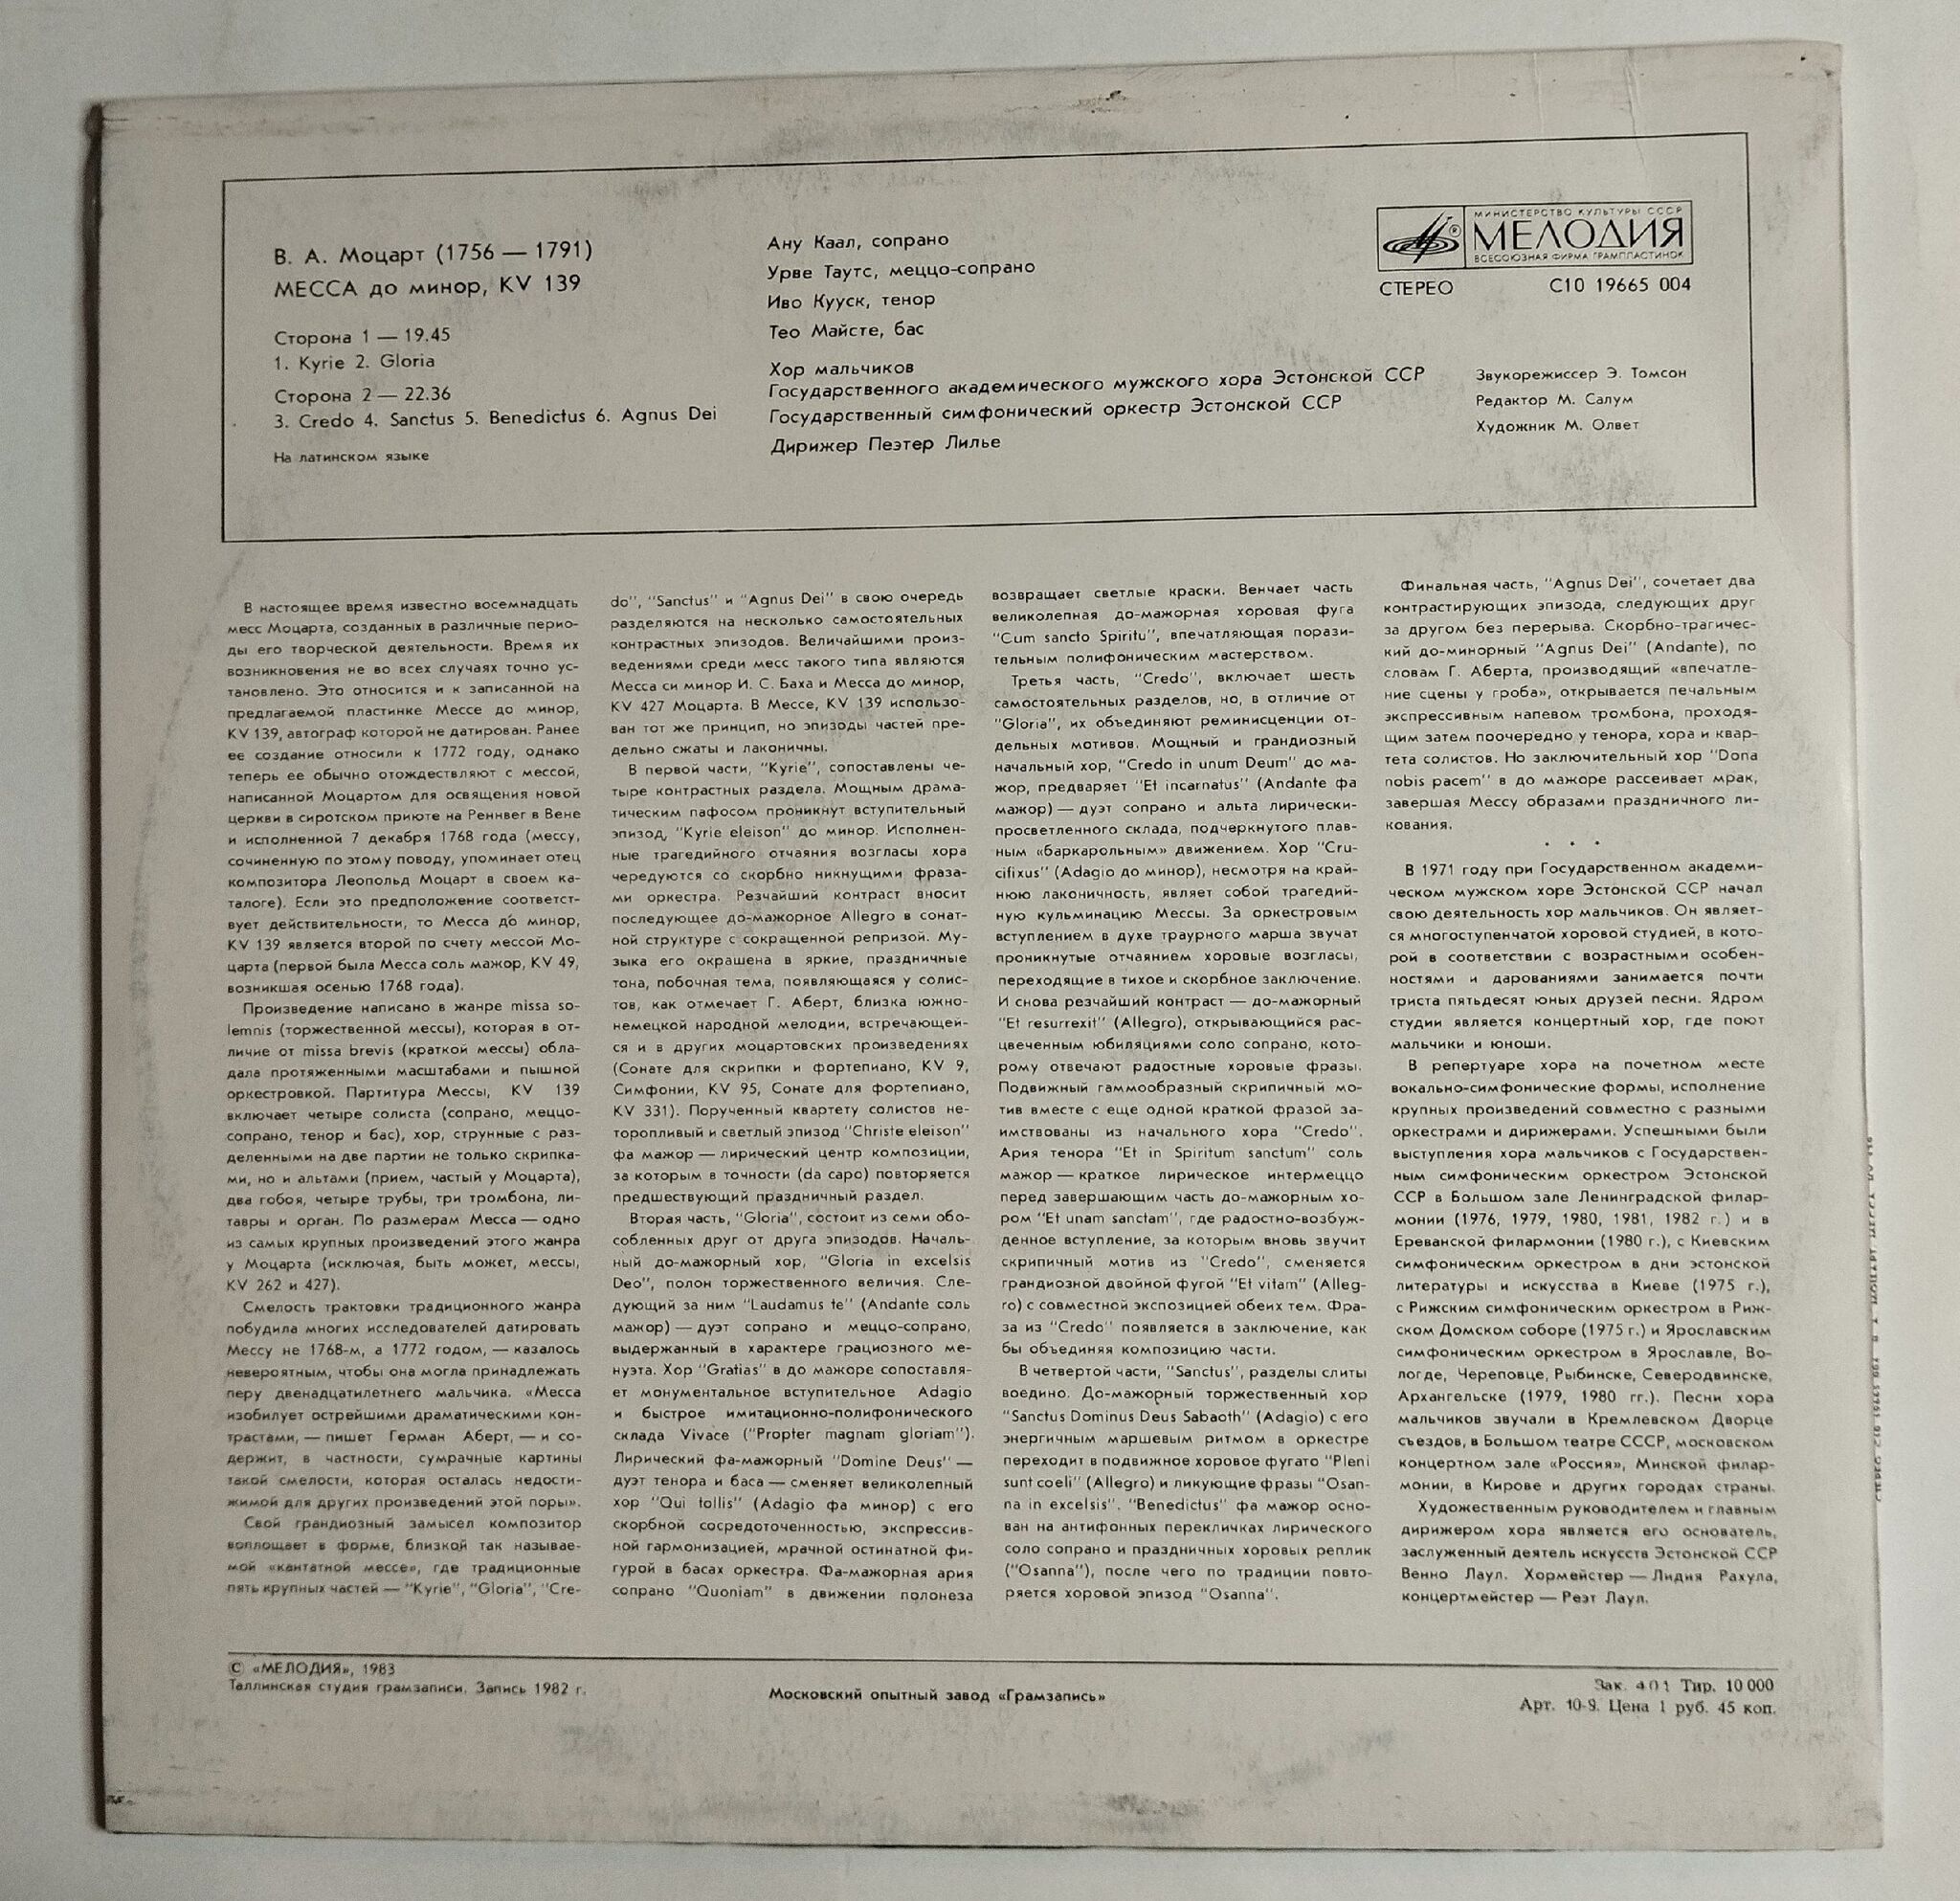 В. А. Моцарт (1756 — 1791)
МЕССА до минор, KV 139
Сторона 1 — 19.45
1. Kyrie 2. Gloria
Сторона 2 — 22.36
3. Credo 4. Sanctus 5. Benedictus 6. Agnus Dei
На латинском языке
Ану Каал, сопрано
Урве Таутс, меццо-сопрано
Иво Кууск, тенор
Тео Майсте, бас
Хор мальчиков
Государственного академического мужского хора Эстонской ССР
Государственный симфонический оркестр Эстонской ССР
Дирижер Пеэтер Лилье
МИНИСТЕРСТВО КУЛЬТУРЫ СССР
МЕЛОДИЯ
ВСЕСОЮЗНАЯ ФИРМА ГРАМПЛАСТИНОК
СТЕРЕО С10 19665 004
Звукорежиссер Э. Томсон
Редактор М. Салум
Художник М. Олвет
В настоящее время известно восемнадцать
месс Моцарта, созданных в различные перио-
ды его творческой деятельности. Время их
возникновения не во всех случаях точно ус-
тановлено. Это относится и к записанной на
предлагаемой пластинке Мессе до минор,
KV 139, автограф которой не датирован. Ранее
ее создание относили к 1772 году, однако
теперь ее обычно отождествляют с мессой,
написанной Моцартом для освящения новой
церкви в сиротском приюте на Реннвег в Вене
и исполненной 7 декабря 1768 года (мессу,
сочиненную по этому поводу, упоминает отец
композитора Леопольд Моцарт в своем ка-
талоге). Если это предположение соответст-
вует действительности, то Месса до минор,
KV 139 является второй по счету мессой Мо-
царта (первой была Месса соль мажор, KV 49,
возникшая осенью 1768 года).
Произведение написано в жанре missa so-
lemnis (торжественной мессы), которая в от-
личие от missa brevis (краткой мессы) обла-
дала протяженными масштабами и пышной
оркестровкой. Партитура Мессы, KV 139
включает четыре солиста (сопрано, меццо-
сопрано, тенор и бас), хор, струнные с раз-
деленными на две партии не только скрипка-
ми, но и альтами (прием, частый у Моцарта),
два гобоя, четыре трубы, три тромбона, ли-
тавры и орган. По размерам Месса — одно
из самых крупных произведений этого жанра
у Моцарта (исключая, быть может, мессы,
KV 262 и 427).
Смелость трактовки традиционного жанра
побудила многих исследователей датировать
Мессу не 1768-м, а 1772 годом, — казалось
невероятным, чтобы она могла принадлежать
перу двенадцатилетнего мальчика. «Месса
изобилует острейшими драматическими кон-
трастами, — пишет Герман Аберт, — и со-
держит, в частности, сумрачные картины
такой смелости, которая осталась недости-
жимой для других произведений этой поры».
Свой грандиозный замысел композитор
воплощает в форме, близкой так называе-
мой «кантатной мессе», где традиционные
пять крупных частей — "Kyrie", "Gloria", "Cre-
do", "Sanctus" и "Agnus Dei" в свою очередь
разделяются на несколько самостоятельных
контрастных эпизодов. Величайшими произ-
ведениями среди месс такого типа являются
Месса си минор И. С. Баха и Месса до минор,
KV 427 Моцарта. В Мессе, KV 139 использо-
ван тот же принцип, но эпизоды частей пре-
дельно сжаты и лаконичны.
В первой части, "Kyrie", сопоставлены че-
тыре контрастных раздела. Мощным драма-
тическим пафосом проникнут вступительный
эпизод, "Kyrie eleison" до минор. Исполнен-
ные трагедийного отчаяния возгласы хора
чередуются со скорбно никнущими фраза-
ми оркестра. Резчайший контраст вносит
последующее до-мажорное Allegro в сонат-
ной структуре с сокращенной репризой. Му-
зыка его окрашена в яркие, праздничные
тона, побочная тема, появляющаяся у солис-
тов, как отмечает Г. Аберт, близка южно-
немецкой народной мелодии, встречающей-
ся и в других моцартовских произведениях
(Сонате для скрипки и фортепиано, KV 9,
Симфонии, KV 95, Сонате для фортепиано,
KV 331). Порученный квартету солистов не-
торопливый и светлый эпизод "Christe eleison"
фа мажор — лирический центр композиции,
за которым в точности (da capo) повторяется
предшествующий праздничный раздел.
Вторая часть, "Gloria", состоит из семи обо-
собленных друг от друга эпизодов. Началь-
ный до-мажорный хор, "Gloria in excelsis
Deo", полон торжественного величия. Сле-
дующий за ним "Laudamus te" (Andante соль
мажор) — дуэт сопрано и меццо-сопрано,
выдержанный в характере грациозного ме-
нуэта. Хор "Gratias" в до мажоре сопоставля-
ет монументальное вступительное Adagio
и быстрое имитационно-полифонического
склада Vivace ("Propter magnam gloriam").
Лирический фа-мажорный "Domine Deus" —
дуэт тенора и баса — сменяет великолепный
хор "Qui tollis" (Adagio фа минор) с его
скорбной сосредоточенностью, экспрессив-
ной гармонизацией, мрачной остинатной фи-
гурой в басах оркестра. Фа-мажорная ария
сопрано "Quoniam" в движении полонеза
возвращает светлые краски. Венчает часть
великолепная до-мажорная хоровая фуга
"Cum sancto Spiritu", впечатляющая порази-
тельным полифоническим мастерством.
Третья часть, "Credo", включает шесть
самостоятельных разделов, но, в отличие от
"Gloria", их объединяют реминисценции от-
дельных мотивов. Мощный и грандиозный
начальный хор, "Credo in unum Deum" до ма-
жор, предваряет "Et incarnatus" (Andante фа
мажор) — дуэт сопрано и альта лирически-
просветленного склада, подчеркнутого плав-
ным «баркарольным» движением. Хор "Cru-
cifixus" (Adagio до минор), несмотря на край-
нюю лаконичность, являет собой трагедий-
ную кульминацию Мессы. За оркестровым
вступлением в духе траурного марша звучат
проникнутые отчаянием хоровые возгласы,
переходящие в тихое и скорбное заключение.
И снова резчайший контраст — до-мажорный
"Et resurrexit" (Allegro), открывающийся рас-
цвеченным юбиляциями соло сопрано, кото-
рому отвечают радостные хоровые фразы.
Подвижный гаммообразный скрипичный мо-
тив вместе с еще одной краткой фразой за-
имствованы из начального хора "Credo".
Ария тенора "Et in Spiritum sanctum" соль
мажор — краткое лирическое интермеццо
перед завершающим часть до-мажорным хо-
ром "Et unam sanctam", где радостно-возбуж-
денное вступление, за которым вновь звучит
скрипичный мотив из "Credo", сменяется
грандиозной двойной фугой "Et vitam" (Alleg-
ro) с совместной экспозицией обеих тем. Фра-
за из "Credo" появляется в заключение, как
бы объединяя композицию части.
В четвертой части, "Sanctus", разделы слиты
воедино. До-мажорный торжественный хор
"Sanctus Dominus Deus Sabaoth" (Adagio) с его
энергичным маршевым ритмом в оркестре
переходит в подвижное хоровое фугато "Pleni
sunt coeli" (Allegro) и ликующие фразы "Osan-
na in excelsis". "Benedictus" фа мажор осно-
ван на антифонных перекличках лирического
соло сопрано и праздничных хоровых реплик
("Osanna"), после чего по традиции повто-
ряется хоровой эпизод "Osanna".
Финальная часть, "Agnus Dei", сочетает два
контрастирующих эпизода, следующих друг
за другом без перерыва. Скорбно-трагичес-
кий до-минорный "Agnus Dei" (Andante), по
словам Г. Аберта, производящий «впечатле-
ние сцены у гроба», открывается печальным
экспрессивным напевом тромбона, проходя-
щим затем поочередно у тенора, хора и квар-
тета солистов. Но заключительный хор "Dona
nobis pacem" в до мажоре рассеивает мрак,
завершая Мессу образами праздничного ли-
кования.
. . .
В 1971 году при Государственном академи-
ческом мужском хоре Эстонской ССР начал
свою деятельность хор мальчиков. Он являет-
ся многоступенчатой хоровой студией, в кото-
рой в соответствии с возрастными особен-
ностями и дарованиями занимается почти
триста пятьдесят юных друзей песни. Ядром
студии является концертный хор, где поют
мальчики и юноши.
В репертуаре хора на почетном месте
вокально-симфонические формы, исполнение
крупных произведений совместно с разными
оркестрами и дирижерами. Успешными были
выступления хора мальчиков с Государствен-
ным симфоническим оркестром Эстонской
ССР в Большом зале Ленинградской филар-
монии (1976, 1979, 1980, 1981, 1982 г.) и в
Ереванской филармонии (1980 г.), с Киевским
симфоническим оркестром в дни эстонской
литературы и искусства в Киеве (1975 г.),
с Рижским симфоническим оркестром в Риж-
ском Домском соборе (1975 г.) и Ярославским
симфоническим оркестром в Ярославле, Во-
логде, Череповце, Рыбинске, Северодвинске,
Архангельске (1979, 1980 гг.). Песни хора
мальчиков звучали в Кремлевском Дворце
съездов, в Большом театре СССР, московском
концертном зале «Россия», Минской филар-
монии, в Кирове и других городах страны.
Художественным руководителем и главным
дирижером хора является его основатель,
заслуженный деятель искусств Эстонской ССР
Венно Лаул. Хормейстер — Лидия Рахула,
концертмейстер — Реэт Лаул.
© «МЕЛОДИЯ», 1983
Таллинская студия грамзаписи. Запись 1982 г.
Московский опытный завод «Грамзапись»
Зак. 401 Тир. 10 000
Арт. 10-9. Цена 1 руб. 45 коп.